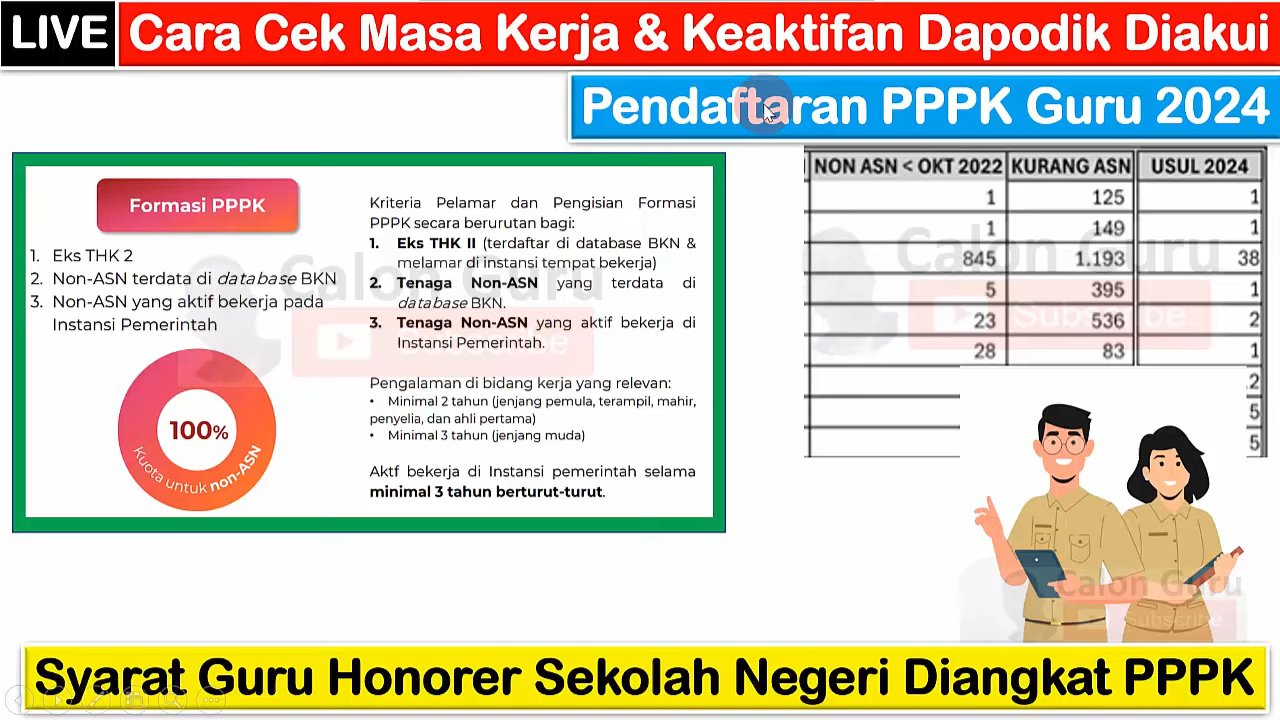 LIVE Cara Cek Masa Kerja & Keaktifan Dapodik Diakui
Pendaftaran PPPK Guru 2024
Formasi PPPK
1. Eks THK 2
2. Non-ASN terdata di database BKN
3. Non-ASN yang aktif bekerja pada
Instansi Pemerintah
100%
Kuota untuk non-ASN
Kriteria Pelamar dan Pengisian Formasi
PPPK secara berurutan bagi:
1. Eks THK II (terdaftar di database BKN &
melamar di instansi tempat bekerja)
2. Tenaga Non-ASN yang terdata di
database BKN.
3. Tenaga Non-ASN yang aktif bekerja di
Instansi Pemerintah.
Pengalaman di bidang kerja yang relevan:
• Minimal 2 tahun (jenjang pemula, terampil, mahir,
penyelia, dan ahli pertama)
• Minimal 3 tahun (jenjang muda)
Aktf bekerja di Instansi pemerintah selama
minimal 3 tahun berturut-turut.
NON ASN < OKT 2022 KURANG ASN USUL 2024
1 125 1
1 149 1
845 1.193 38
5 395 1
23 536 2
28 83 1
2
5
5
Calon Guru
Subscribe
Calon Guru
Subscribe
Calon Guru
Subscribe
Syarat Guru Honorer Sekolah Negeri Diangkat PPPK